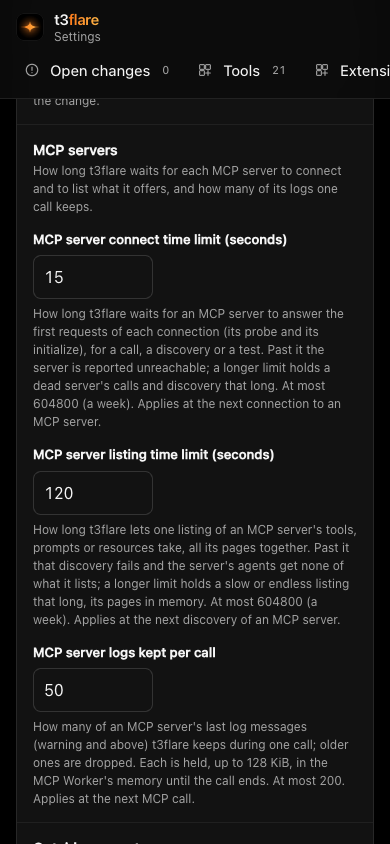 t3flare
Settings
Open changes 0
Tools 21
Extensi
the change.
MCP servers
How long t3flare waits for each MCP server to connect
and to list what it offers, and how many of its logs one
call keeps.
MCP server connect time limit (seconds)
15
How long t3flare waits for an MCP server to answer the
first requests of each connection (its probe and its
initialize), for a call, a discovery or a test. Past it the
server is reported unreachable; a longer limit holds a
dead server's calls and discovery that long. At most
604800 (a week). Applies at the next connection to an
MCP server.
MCP server listing time limit (seconds)
120
How long t3flare lets one listing of an MCP server's tools,
prompts or resources take, all its pages together. Past it
that discovery fails and the server's agents get none of
what it lists; a longer limit holds a slow or endless listing
that long, its pages in memory. At most 604800 (a
week). Applies at the next discovery of an MCP server.
MCP server logs kept per call
50
How many of an MCP server's last log messages
(warning and above) t3flare keeps during one call; older
ones are dropped. Each is held, up to 128 KiB, in the
MCP Worker's memory until the call ends. At most 200.
Applies at the next MCP call.